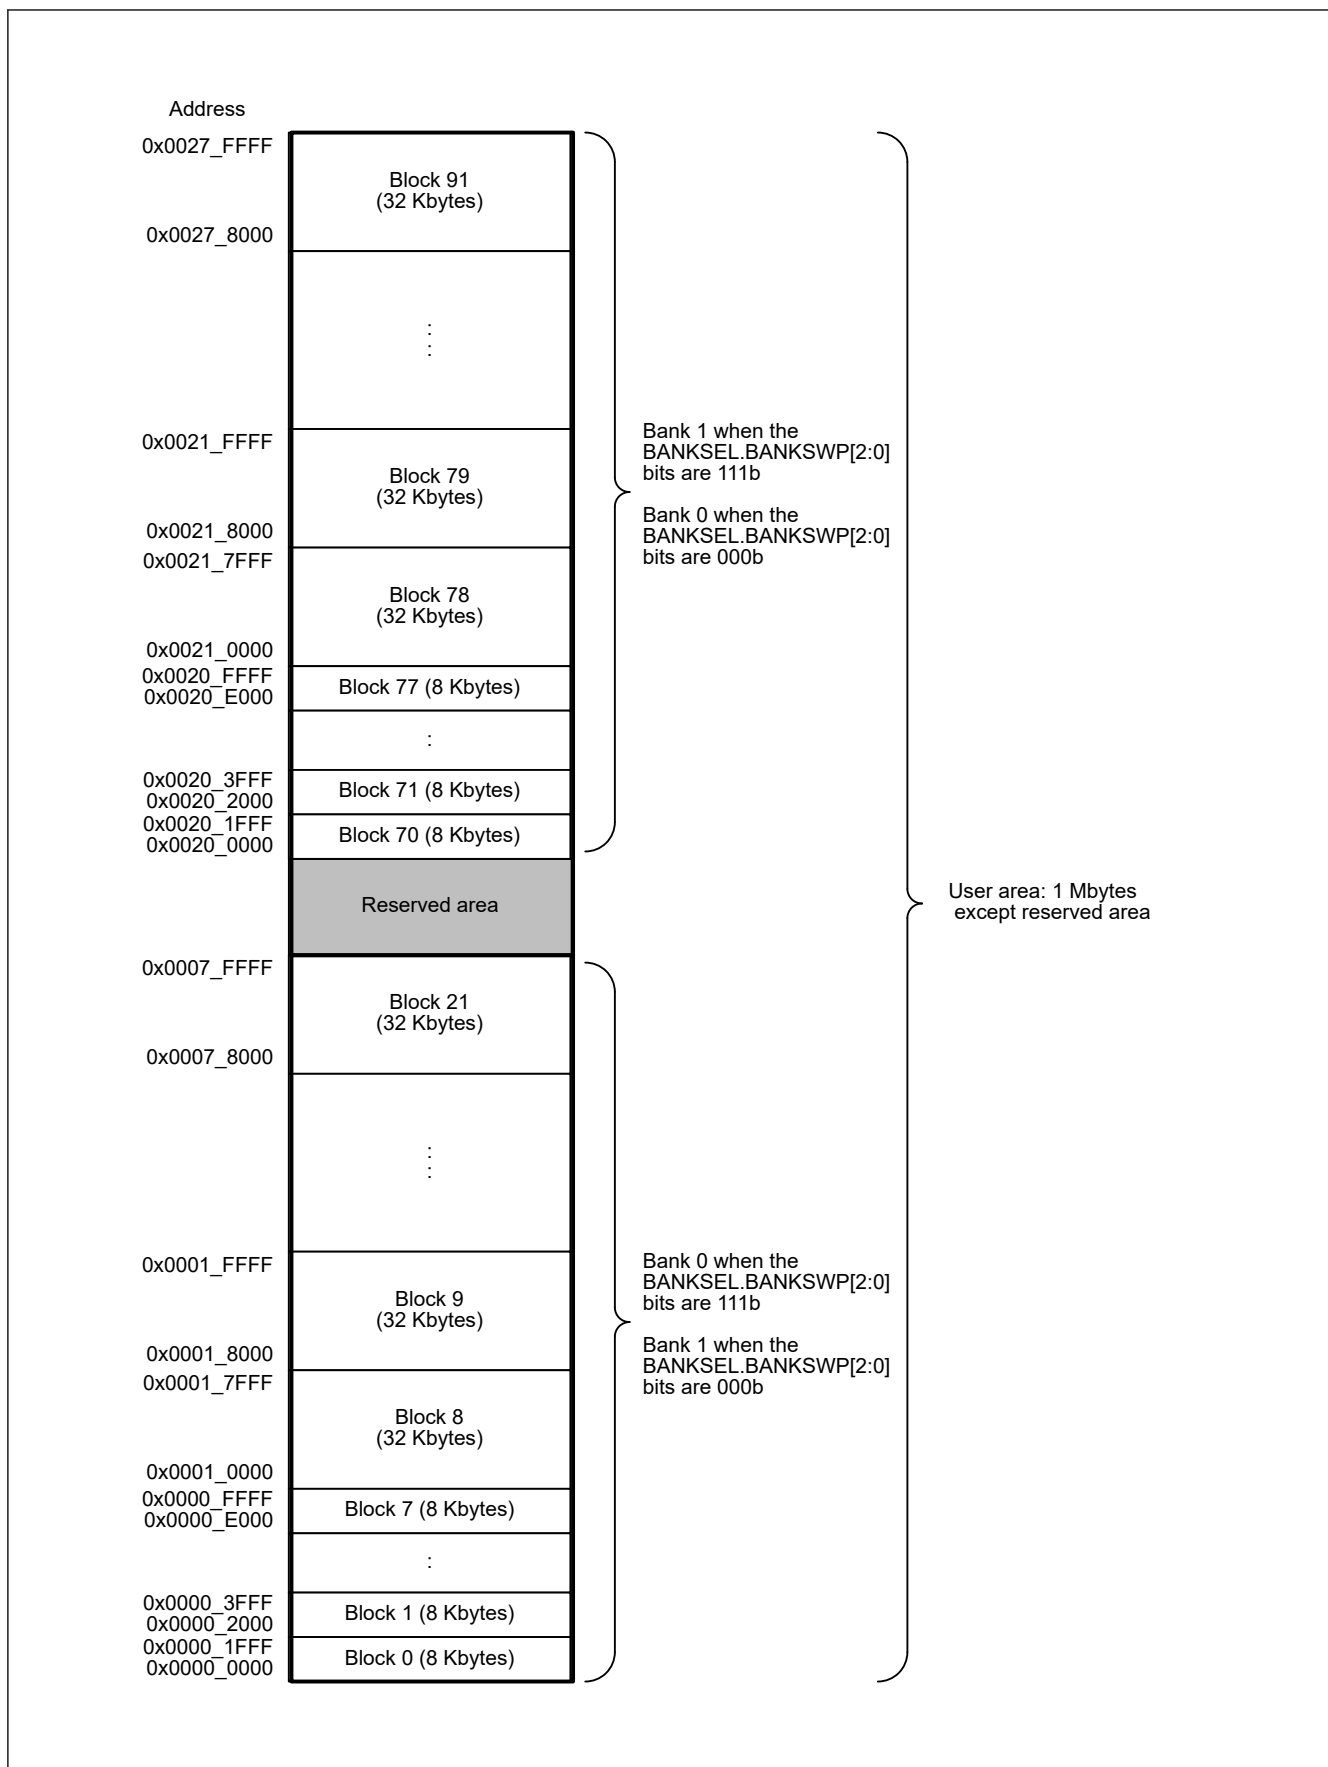 Address
0x0027_FFFF
Block 91
(32 Kbytes)
0x0027_8000
:
:
0x0021_FFFF
Block 79
(32 Kbytes)
0x0021_8000
0x0021_7FFF
Block 78
(32 Kbytes)
0x0021_0000
0x0020_FFFF
0x0020_E000
Block 77 (8 Kbytes)
:
0x0020_3FFF
0x0020_2000
Block 71 (8 Kbytes)
0x0020_1FFF
0x0020_0000
Block 70 (8 Kbytes)
Bank 1 when the
BANKSEL.BANKSWP[2:0]
bits are 111b
Bank 0 when the
BANKSEL.BANKSWP[2:0]
bits are 000b
Reserved area
User area: 1 Mbytes
except reserved area
0x0007_FFFF
Block 21
(32 Kbytes)
0x0007_8000
:
:
0x0001_FFFF
Block 9
(32 Kbytes)
0x0001_8000
0x0001_7FFF
Block 8
(32 Kbytes)
0x0001_0000
0x0000_FFFF
0x0000_E000
Block 7 (8 Kbytes)
:
0x0000_3FFF
0x0000_2000
Block 1 (8 Kbytes)
0x0000_1FFF
0x0000_0000
Block 0 (8 Kbytes)
Bank 0 when the
BANKSEL.BANKSWP[2:0]
bits are 111b
Bank 1 when the
BANKSEL.BANKSWP[2:0]
bits are 000b